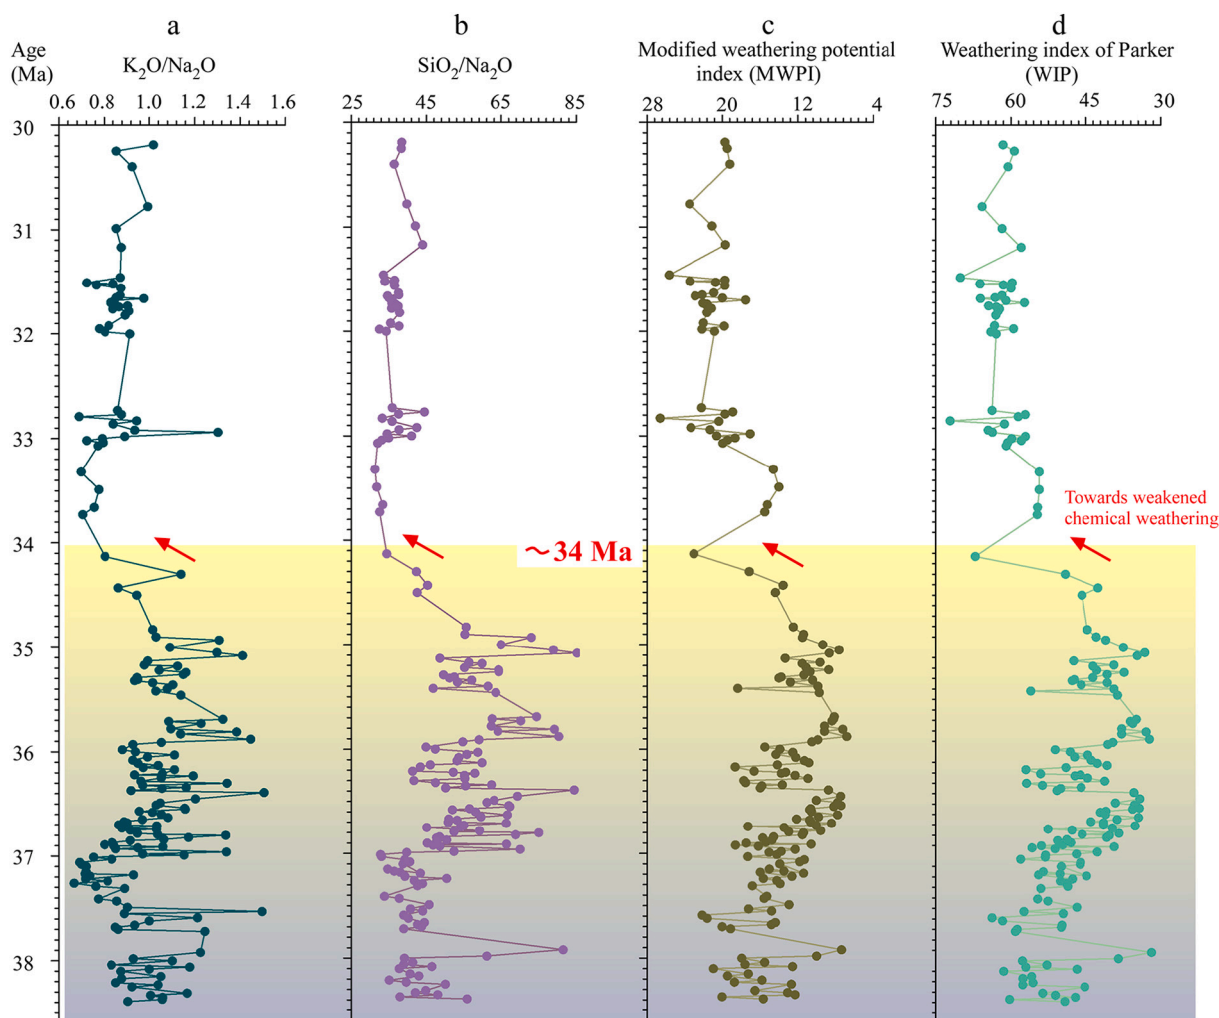 a
b
c
d
Age
(Ma)
K₂O/Na₂O
SiO₂/Na₂O
Modified weathering potential
index (MWPI)
Weathering index of Parker
(WIP)
0.6 0.8 1.0 1.2 1.4 1.6
25 45 65 85
28 20 12 4
75 60 45 30
30
31
32
33
34
35
36
37
38
Towards weakened
chemical weathering
～34 Ma